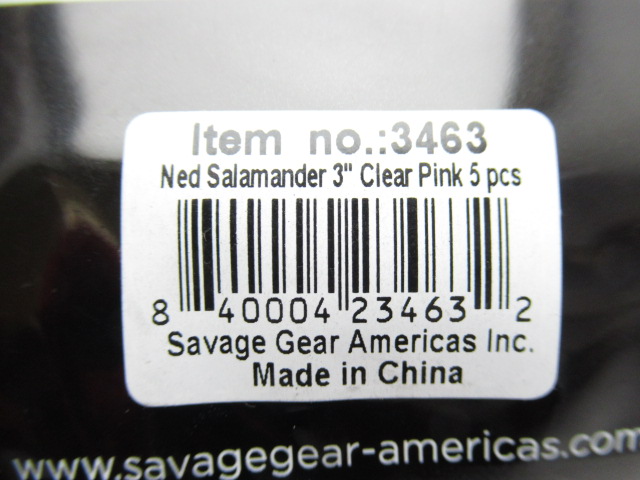 Item no.:3463
Ned Salamander 3" Clear Pink 5 pcs
8 40004 23463 2
Savage Gear Americas Inc.
Made in China
www.savagegear-americas.com